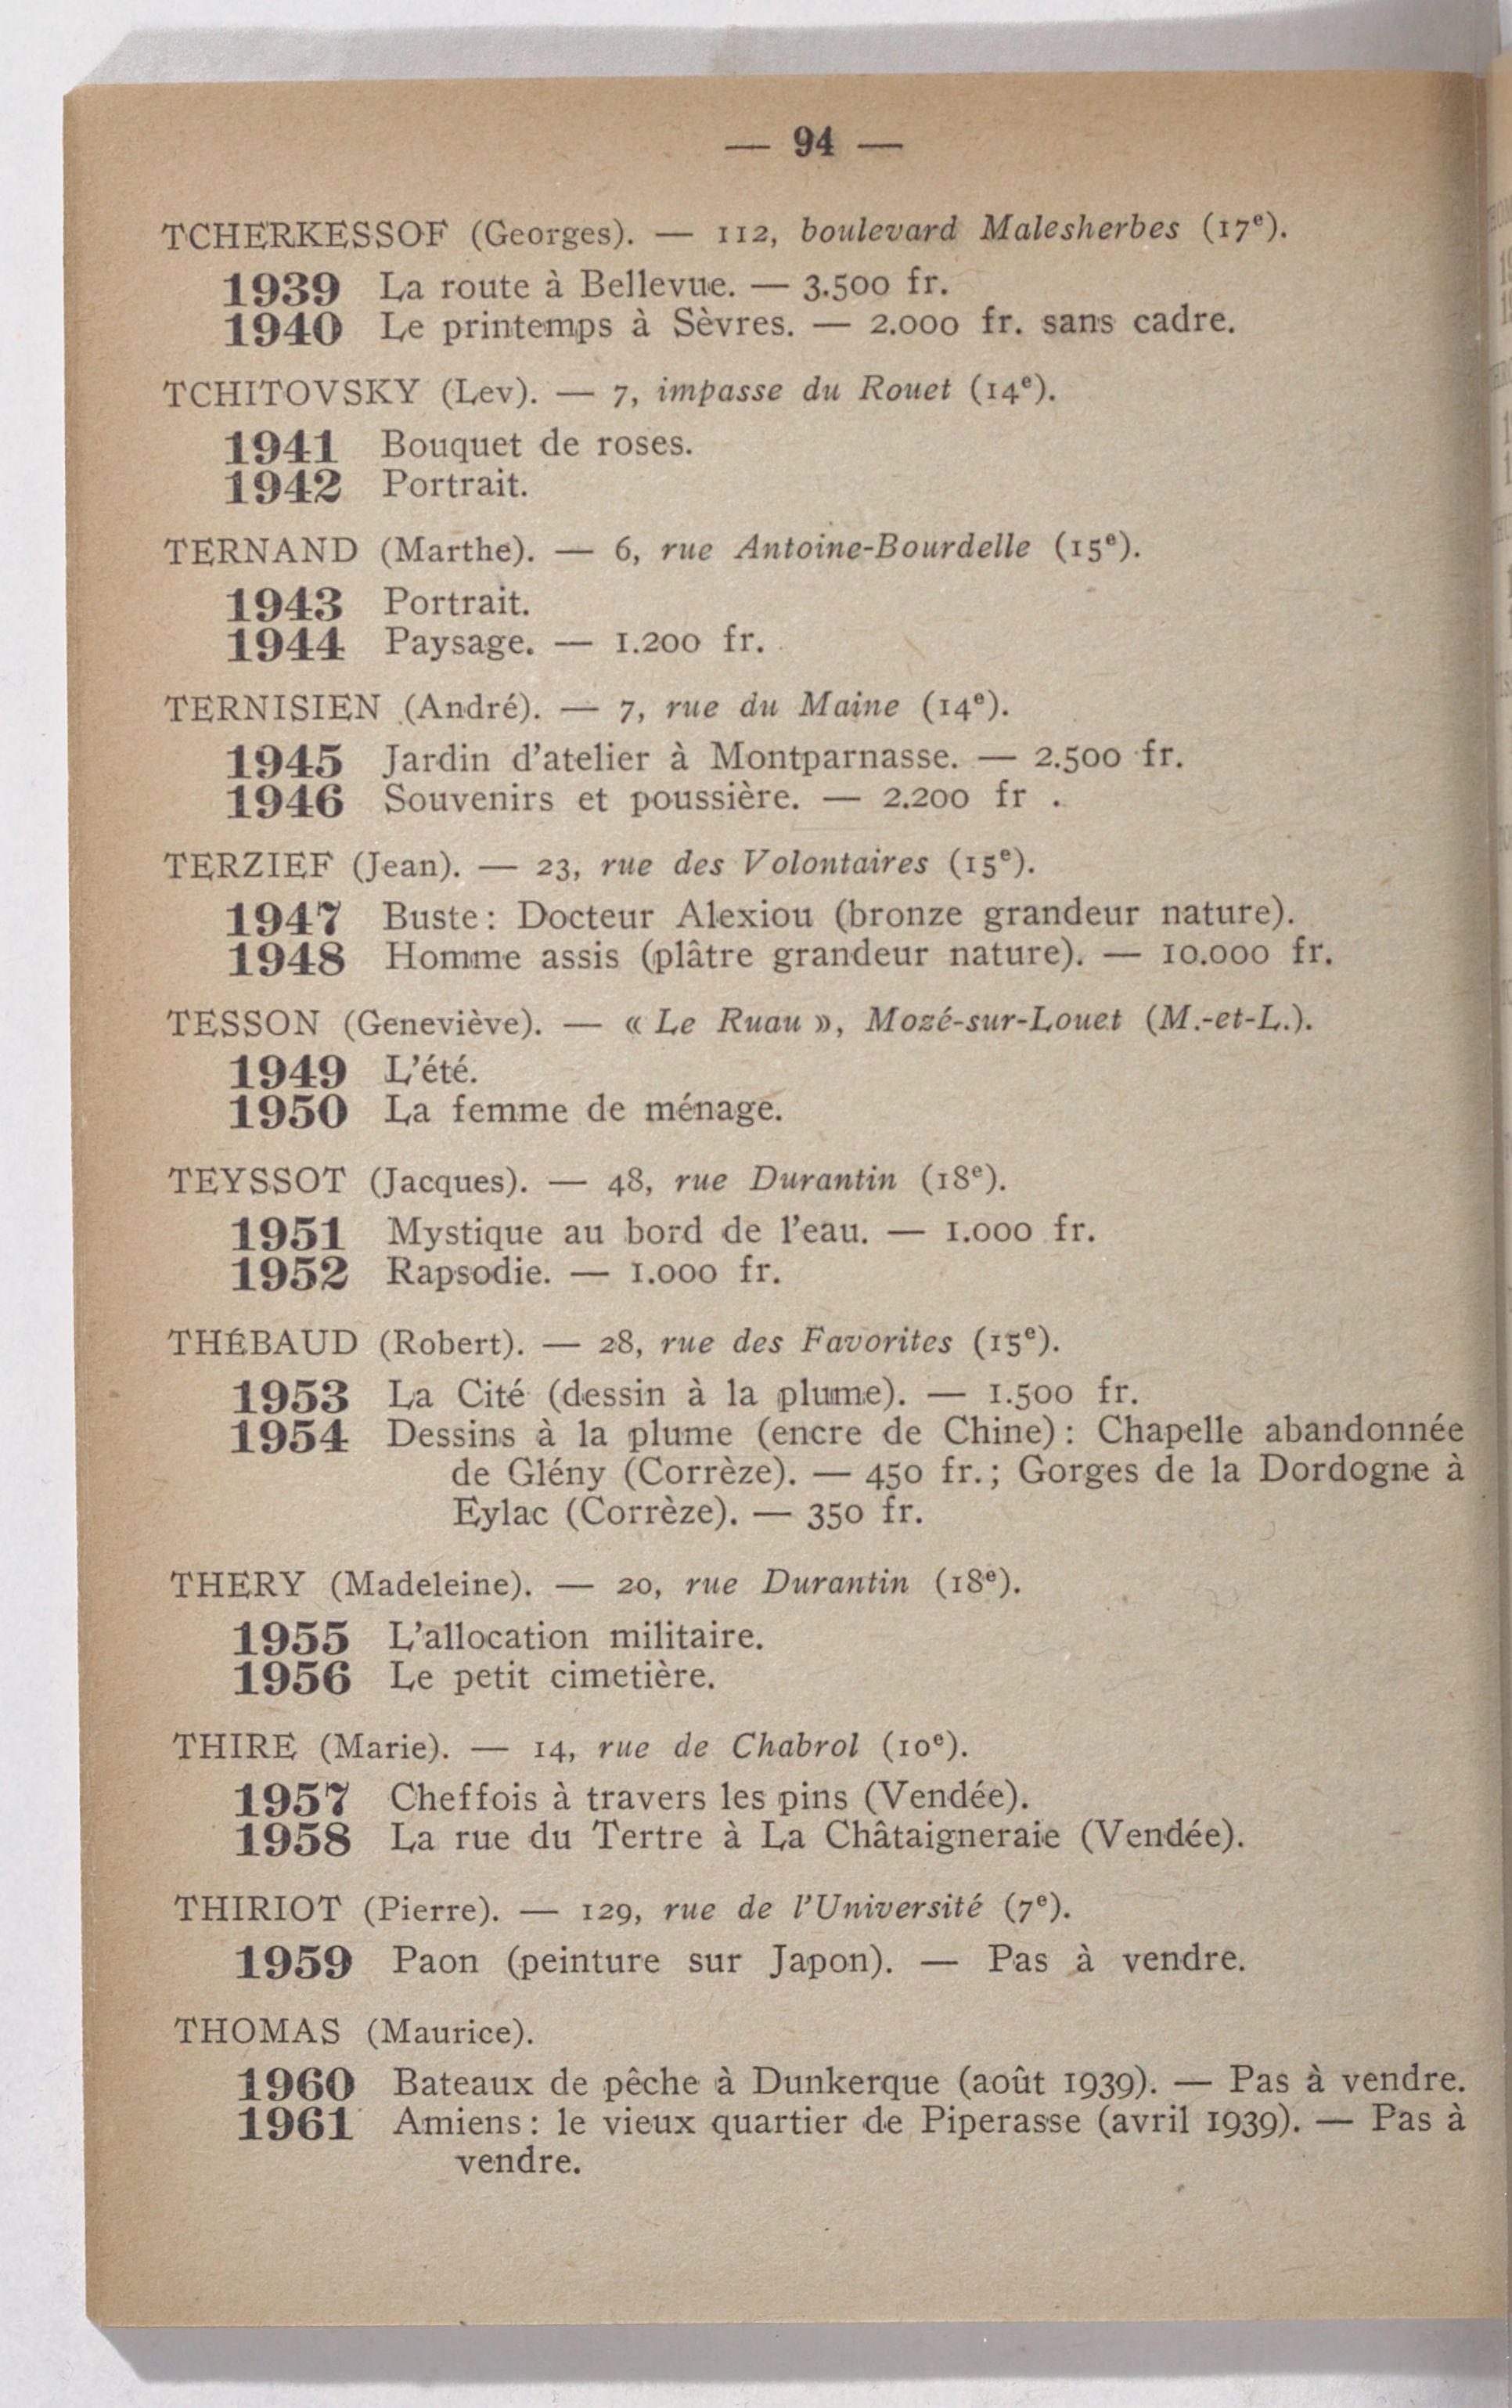 — 94 —
TCHERKESSOF (Georges). — 112, boulevard Malesherbes (17e).
1939 La route à Bellevue. — 3.500 fr.
1940 Le printemps à Sèvres. — 2.000 fr. sans cadre.
TCHITOVSKY (Lev). — 7, impasse du Rouet (14e).
1941 Bouquet de roses.
1942 Portrait.
TERNAND (Marthe). — 6, rue Antoine-Bourdelle (15e).
1943 Portrait.
1944 Paysage. — 1.200 fr.
TERNISIEN (André). — 7, rue du Maine (14e).
1945 Jardin d'atelier à Montparnasse. — 2.500 fr.
1946 Souvenirs et poussière. — 2.200 fr .
TERZIEF (Jean). — 23, rue des Volontaires (15e).
1947 Buste : Docteur Alexiou (bronze grandeur nature).
1948 Homme assis (plâtre grandeur nature). — 10.000 fr.
TESSON (Geneviève). — « Le Ruau », Mozé-sur-Louet (M.-et-L.).
1949 L'été.
1950 La femme de ménage.
TEYSSOT (Jacques). — 48, rue Durantin (18e).
1951 Mystique au bord de l'eau. — 1.000 fr.
1952 Rapsodie. — 1.000 fr.
THÉBAUD (Robert). — 28, rue des Favorites (15e).
1953 La Cité (dessin à la plume). — 1.500 fr.
1954 Dessins à la plume (encre de Chine) : Chapelle abandonnée
de Glény (Corrèze). — 450 fr. ; Gorges de la Dordogne à
Eylac (Corrèze). — 350 fr.
THERY (Madeleine). — 20, rue Durantin (18e).
1955 L'allocation militaire.
1956 Le petit cimetière.
THIRE (Marie). — 14, rue de Chabrol (10e).
1957 Cheffois à travers les pins (Vendée).
1958 La rue du Tertre à La Châtaigneraie (Vendée).
THIRIOT (Pierre). — 129, rue de l'Université (7e).
1959 Paon (peinture sur Japon). — Pas à vendre.
THOMAS (Maurice).
1960 Bateaux de pêche à Dunkerque (août 1939). — Pas à vendre.
1961 Amiens : le vieux quartier de Piperasse (avril 1939). — Pas à
vendre.